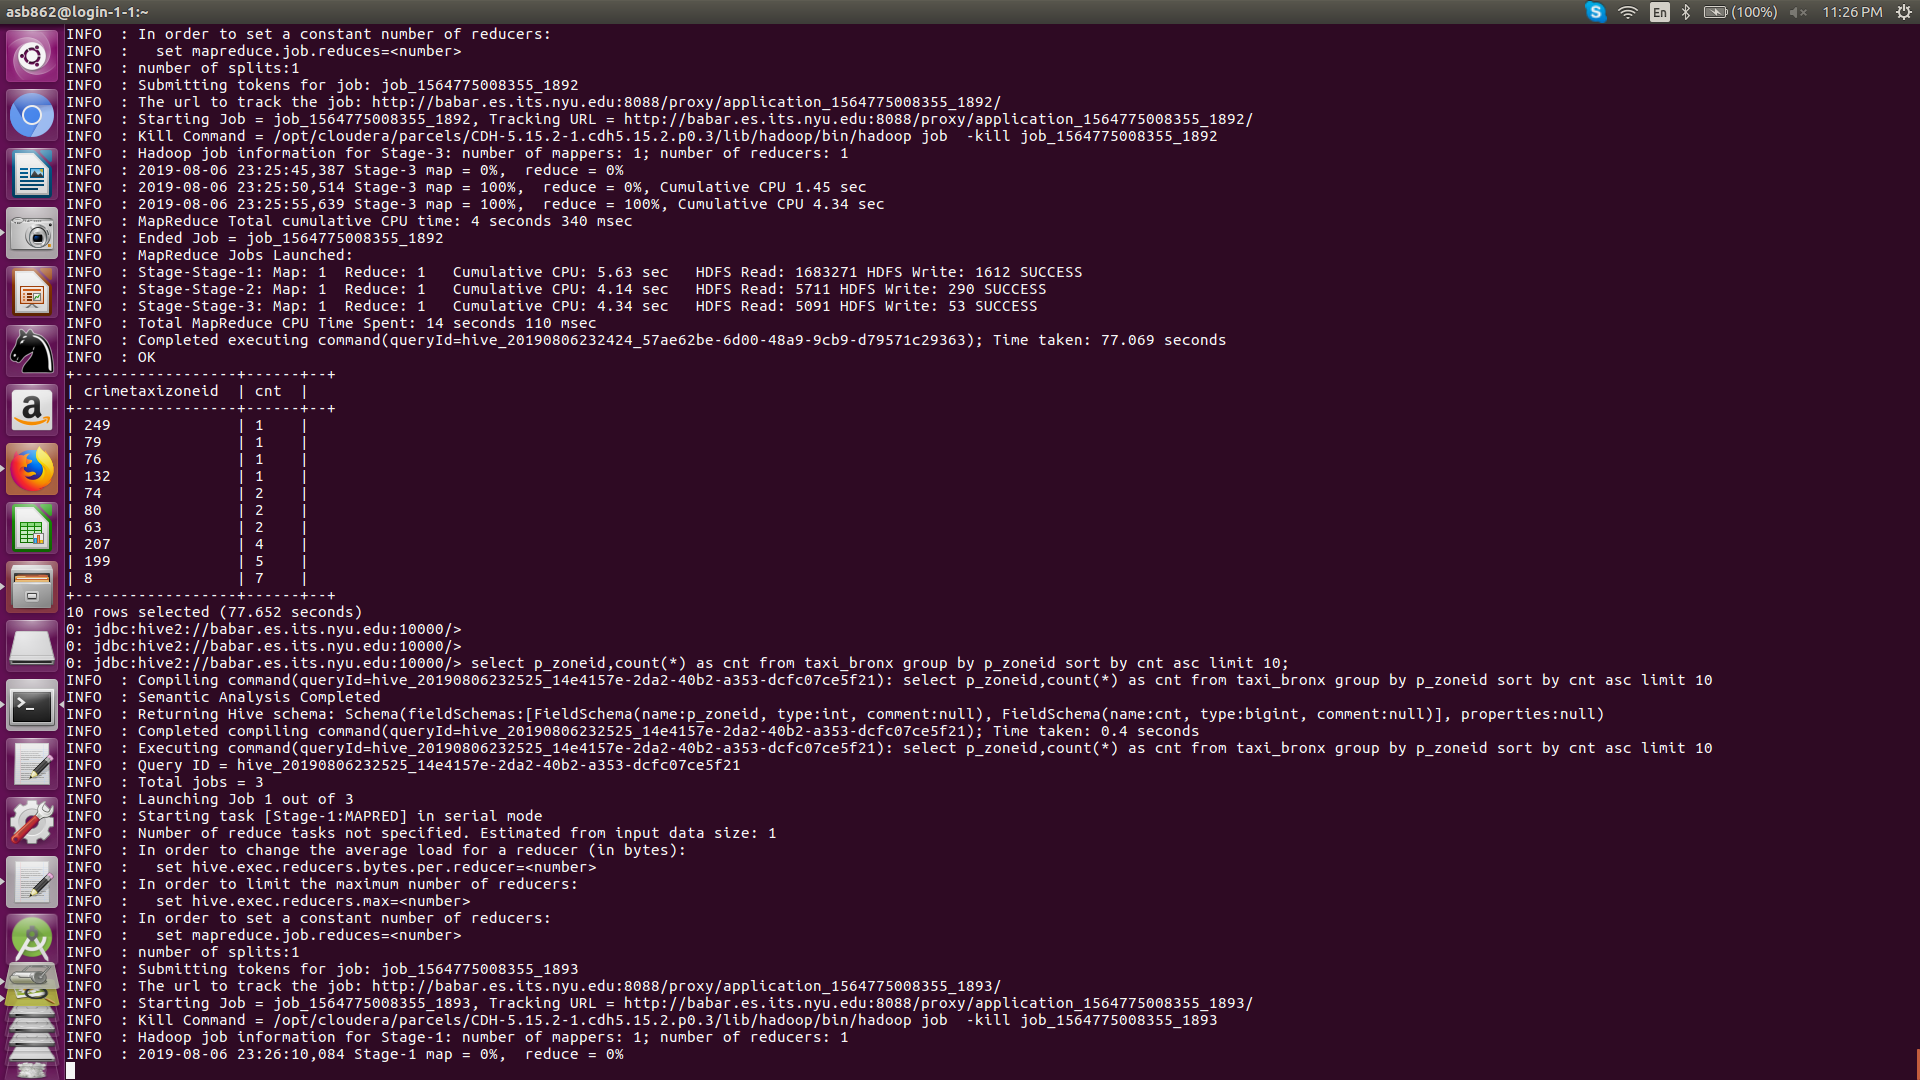 asb862@login-1-1:~
En
(100%)
11:26 PM
INFO  : In order to set a constant number of reducers:
INFO  :   set mapreduce.job.reduces=<number>
INFO  : number of splits:1
INFO  : Submitting tokens for job: job_1564775008355_1892
INFO  : The url to track the job: http://babar.es.its.nyu.edu:8088/proxy/application_1564775008355_1892/
INFO  : Starting Job = job_1564775008355_1892, Tracking URL = http://babar.es.its.nyu.edu:8088/proxy/application_1564775008355_1892/
INFO  : Kill Command = /opt/cloudera/parcels/CDH-5.15.2-1.cdh5.15.2.p0.3/lib/hadoop/bin/hadoop job  -kill job_1564775008355_1892
INFO  : Hadoop job information for Stage-3: number of mappers: 1; number of reducers: 1
INFO  : 2019-08-06 23:25:45,387 Stage-3 map = 0%,  reduce = 0%
INFO  : 2019-08-06 23:25:50,514 Stage-3 map = 100%,  reduce = 0%, Cumulative CPU 1.45 sec
INFO  : 2019-08-06 23:25:55,639 Stage-3 map = 100%,  reduce = 100%, Cumulative CPU 4.34 sec
INFO  : MapReduce Total cumulative CPU time: 4 seconds 340 msec
INFO  : Ended Job = job_1564775008355_1892
INFO  : MapReduce Jobs Launched:
INFO  : Stage-Stage-1: Map: 1  Reduce: 1   Cumulative CPU: 5.63 sec   HDFS Read: 1683271 HDFS Write: 1612 SUCCESS
INFO  : Stage-Stage-2: Map: 1  Reduce: 1   Cumulative CPU: 4.14 sec   HDFS Read: 5711 HDFS Write: 290 SUCCESS
INFO  : Stage-Stage-3: Map: 1  Reduce: 1   Cumulative CPU: 4.34 sec   HDFS Read: 5091 HDFS Write: 53 SUCCESS
INFO  : Total MapReduce CPU Time Spent: 14 seconds 110 msec
INFO  : Completed executing command(queryId=hive_20190806232424_57ae62be-6d00-48a9-9cb9-d79571c29363); Time taken: 77.069 seconds
INFO  : OK
+------------------+------+--+
| crimetaxizoneid  | cnt  |
+------------------+------+--+
| 249              | 1    |
| 79               | 1    |
| 76               | 1    |
| 132              | 1    |
| 74               | 2    |
| 80               | 2    |
| 63               | 2    |
| 207              | 4    |
| 199              | 5    |
| 8                | 7    |
+------------------+------+--+
10 rows selected (77.652 seconds)
0: jdbc:hive2://babar.es.its.nyu.edu:10000/>
0: jdbc:hive2://babar.es.its.nyu.edu:10000/>
0: jdbc:hive2://babar.es.its.nyu.edu:10000/> select p_zoneid,count(*) as cnt from taxi_bronx group by p_zoneid sort by cnt asc limit 10;
INFO  : Compiling command(queryId=hive_20190806232525_14e4157e-2da2-40b2-a353-dcfc07ce5f21): select p_zoneid,count(*) as cnt from taxi_bronx group by p_zoneid sort by cnt asc limit 10
INFO  : Semantic Analysis Completed
INFO  : Returning Hive schema: Schema(fieldSchemas:[FieldSchema(name:p_zoneid, type:int, comment:null), FieldSchema(name:cnt, type:bigint, comment:null)], properties:null)
INFO  : Completed compiling command(queryId=hive_20190806232525_14e4157e-2da2-40b2-a353-dcfc07ce5f21); Time taken: 0.4 seconds
INFO  : Executing command(queryId=hive_20190806232525_14e4157e-2da2-40b2-a353-dcfc07ce5f21): select p_zoneid,count(*) as cnt from taxi_bronx group by p_zoneid sort by cnt asc limit 10
INFO  : Query ID = hive_20190806232525_14e4157e-2da2-40b2-a353-dcfc07ce5f21
INFO  : Total jobs = 3
INFO  : Launching Job 1 out of 3
INFO  : Starting task [Stage-1:MAPRED] in serial mode
INFO  : Number of reduce tasks not specified. Estimated from input data size: 1
INFO  : In order to change the average load for a reducer (in bytes):
INFO  :   set hive.exec.reducers.bytes.per.reducer=<number>
INFO  : In order to limit the maximum number of reducers:
INFO  :   set hive.exec.reducers.max=<number>
INFO  : In order to set a constant number of reducers:
INFO  :   set mapreduce.job.reduces=<number>
INFO  : number of splits:1
INFO  : Submitting tokens for job: job_1564775008355_1893
INFO  : The url to track the job: http://babar.es.its.nyu.edu:8088/proxy/application_1564775008355_1893/
INFO  : Starting Job = job_1564775008355_1893, Tracking URL = http://babar.es.its.nyu.edu:8088/proxy/application_1564775008355_1893/
INFO  : Kill Command = /opt/cloudera/parcels/CDH-5.15.2-1.cdh5.15.2.p0.3/lib/hadoop/bin/hadoop job  -kill job_1564775008355_1893
INFO  : Hadoop job information for Stage-1: number of mappers: 1; number of reducers: 1
INFO  : 2019-08-06 23:26:10,084 Stage-1 map = 0%,  reduce = 0%